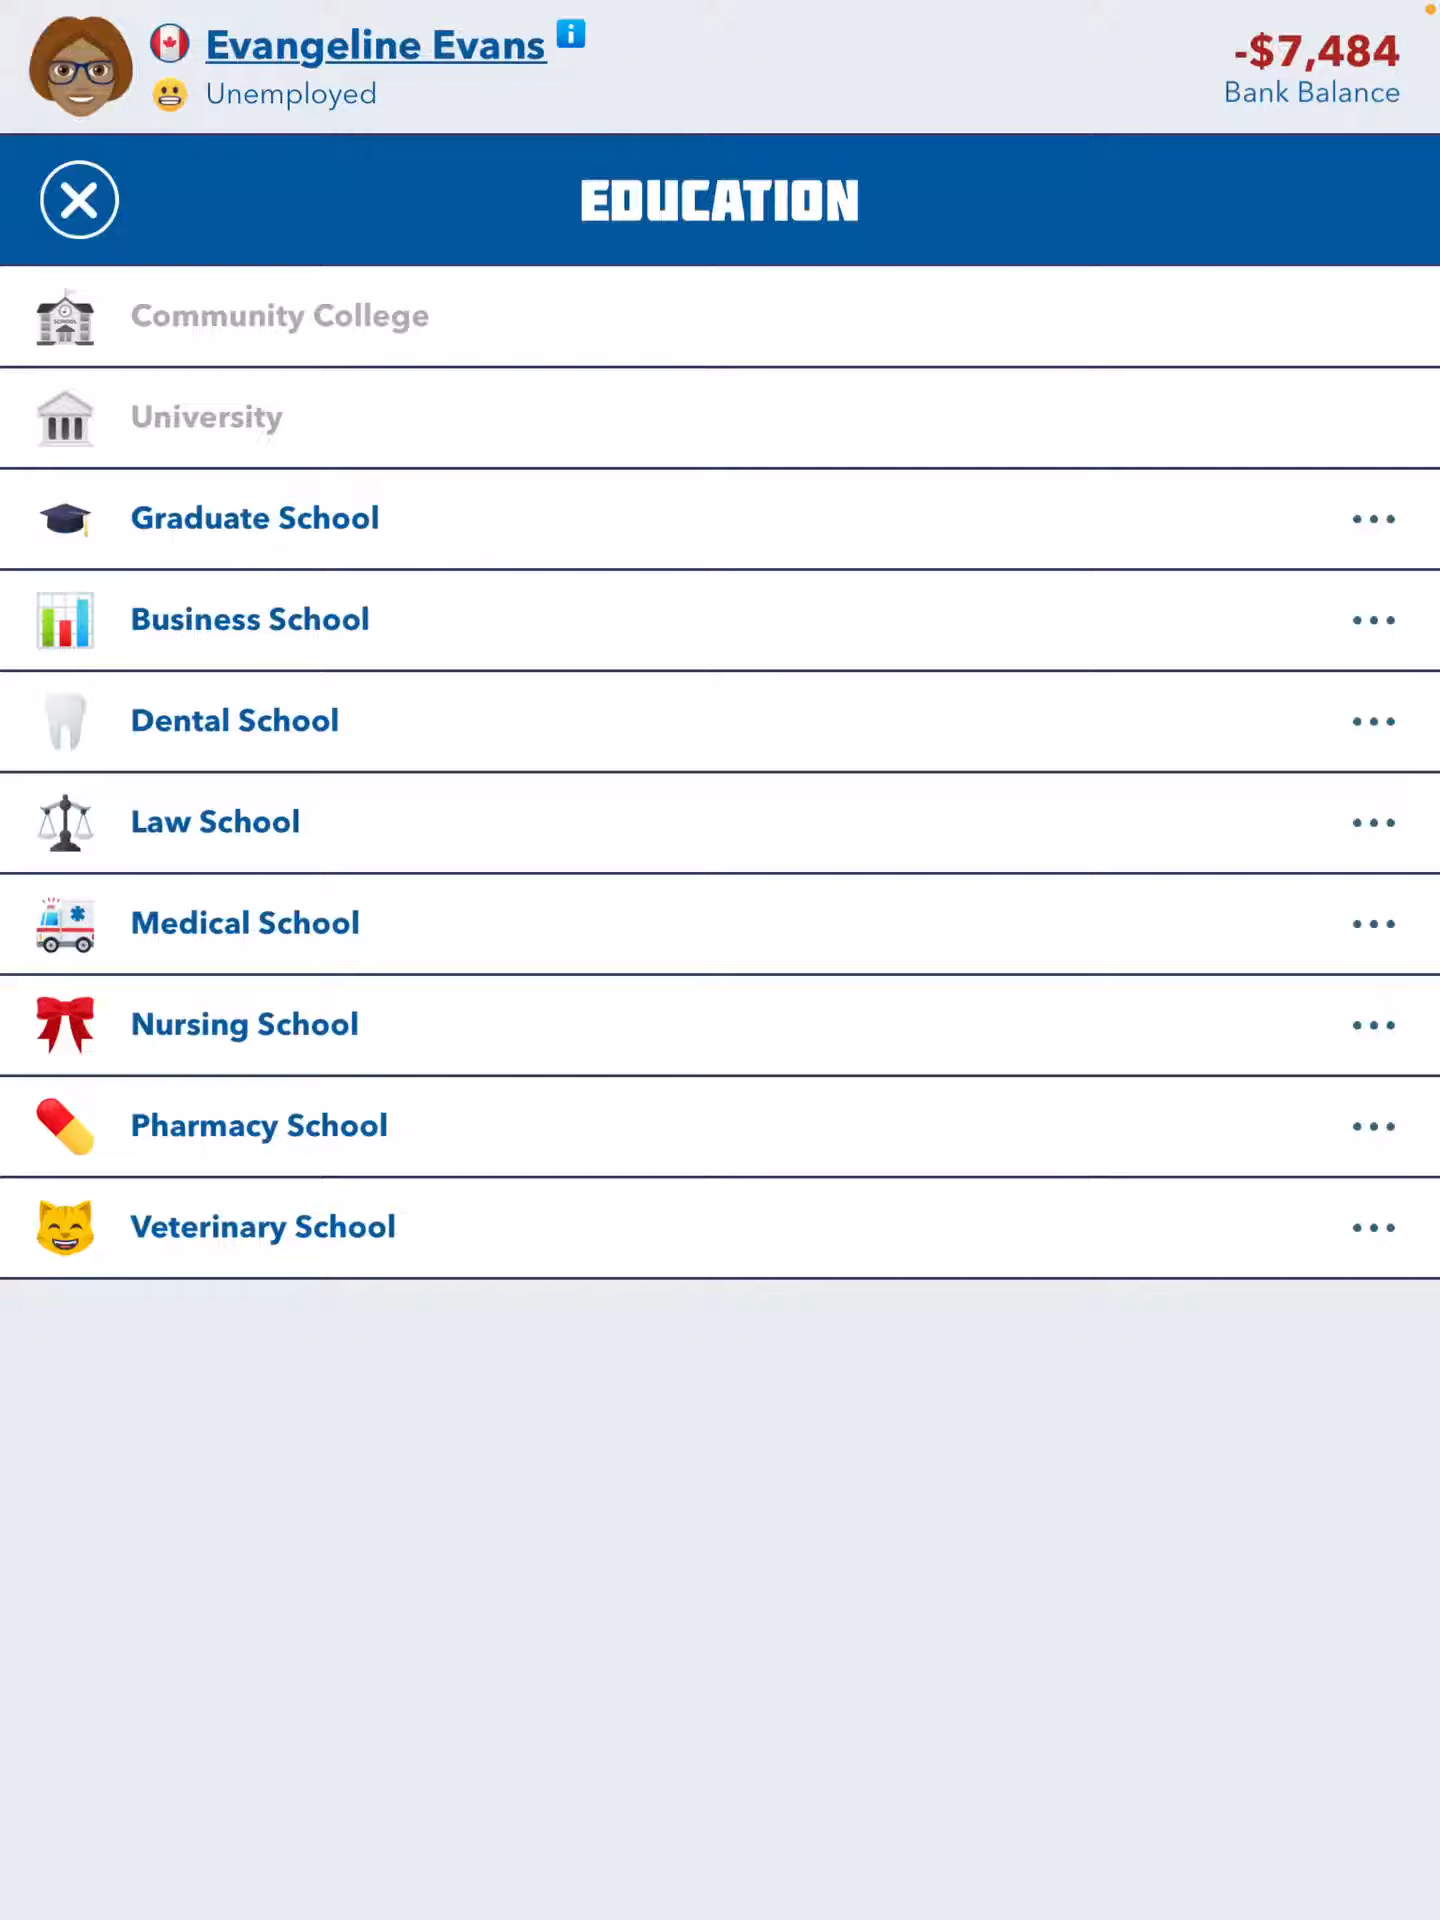 Evangeline Evans
Unemployed
-$7,484
Bank Balance
EDUCATION
SCHOOL
Community College
University
Graduate School
Business School
Dental School
Law School
Medical School
Nursing School
Pharmacy School
Veterinary School